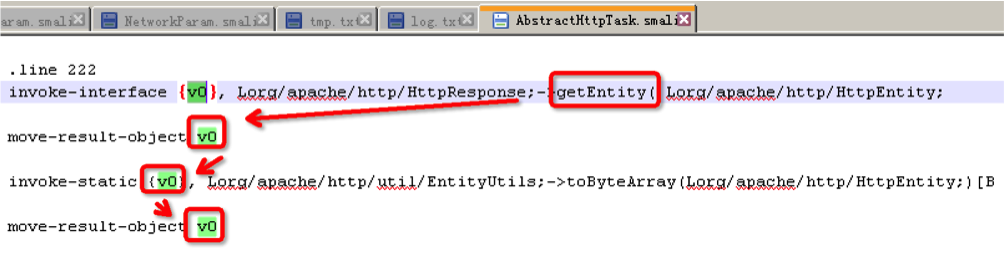 aram.smali NetworkParam.smali tmp.txt log.txt AbstractHttpTask.smali
.line 222
invoke-interface {v0}, Lorg/apache/http/HttpResponse;->getEntity( Lorg/apache/http/HttpEntity;
move-result-object v0
invoke-static {v0}, Lorg/apache/http/util/EntityUtils;->toByteArray(Lorg/apache/http/HttpEntity;)[B
move-result-object v0